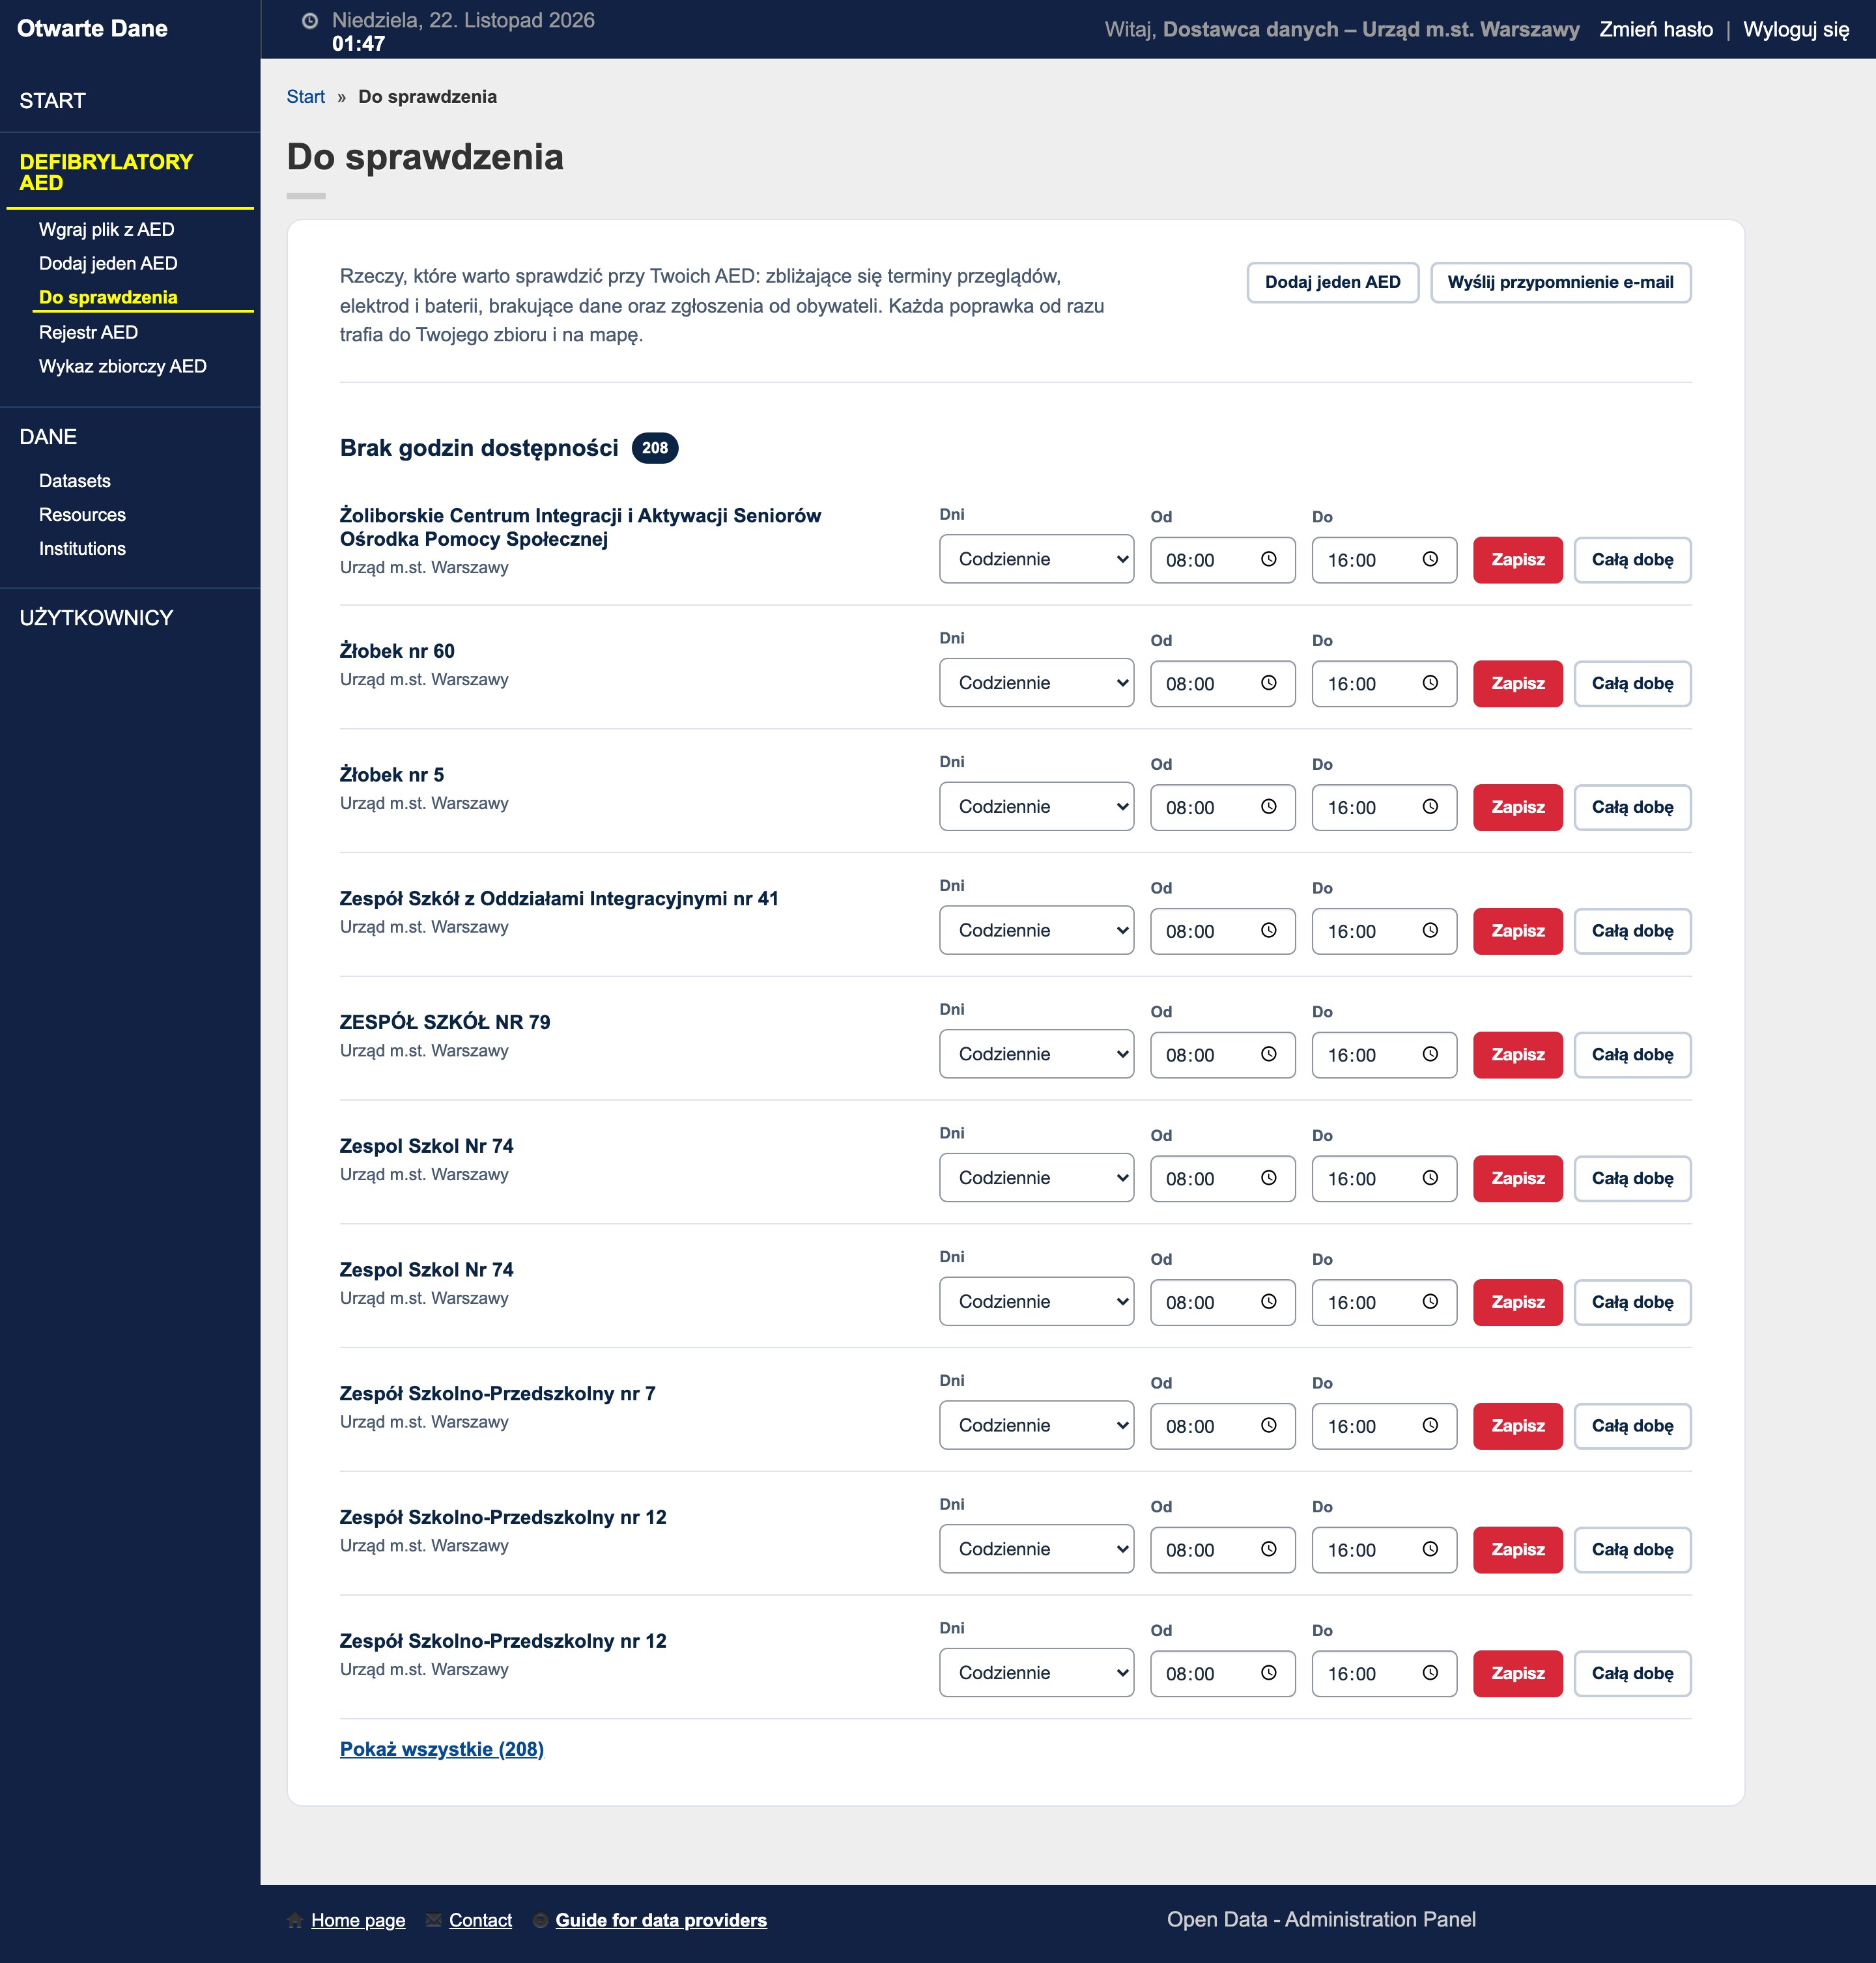 Otwarte Dane
Niedziela, 22. Listopad 2026
01:47
Witaj, Dostawca danych – Urząd m.st. Warszawy Zmień hasło | Wyloguj się
START
DEFIBRYLATORY
AED
Wgraj plik z AED
Dodaj jeden AED
Do sprawdzenia
Rejestr AED
Wykaz zbiorczy AED
DANE
Datasets
Resources
Institutions
UŻYTKOWNICY
Start » Do sprawdzenia
Do sprawdzenia
Rzeczy, które warto sprawdzić przy Twoich AED: zbliżające się terminy przeglądów,
elektrod i baterii, brakujące dane oraz zgłoszenia od obywateli. Każda poprawka od razu
trafia do Twojego zbioru i na mapę.
Dodaj jeden AED Wyślij przypomnienie e-mail
Brak godzin dostępności 208
Żoliborskie Centrum Integracji i Aktywacji Seniorów
Ośrodka Pomocy Społecznej
Urząd m.st. Warszawy
Dni Od Do
Codziennie 08:00 16:00 Zapisz Całą dobę
Żłobek nr 60
Urząd m.st. Warszawy
Dni Od Do
Codziennie 08:00 16:00 Zapisz Całą dobę
Żłobek nr 5
Urząd m.st. Warszawy
Dni Od Do
Codziennie 08:00 16:00 Zapisz Całą dobę
Zespół Szkół z Oddziałami Integracyjnymi nr 41
Urząd m.st. Warszawy
Dni Od Do
Codziennie 08:00 16:00 Zapisz Całą dobę
ZESPÓŁ SZKÓŁ NR 79
Urząd m.st. Warszawy
Dni Od Do
Codziennie 08:00 16:00 Zapisz Całą dobę
Zespol Szkol Nr 74
Urząd m.st. Warszawy
Dni Od Do
Codziennie 08:00 16:00 Zapisz Całą dobę
Zespol Szkol Nr 74
Urząd m.st. Warszawy
Dni Od Do
Codziennie 08:00 16:00 Zapisz Całą dobę
Zespół Szkolno-Przedszkolny nr 7
Urząd m.st. Warszawy
Dni Od Do
Codziennie 08:00 16:00 Zapisz Całą dobę
Zespół Szkolno-Przedszkolny nr 12
Urząd m.st. Warszawy
Dni Od Do
Codziennie 08:00 16:00 Zapisz Całą dobę
Zespół Szkolno-Przedszkolny nr 12
Urząd m.st. Warszawy
Dni Od Do
Codziennie 08:00 16:00 Zapisz Całą dobę
Pokaż wszystkie (208)
Home page Contact Guide for data providers
Open Data - Administration Panel